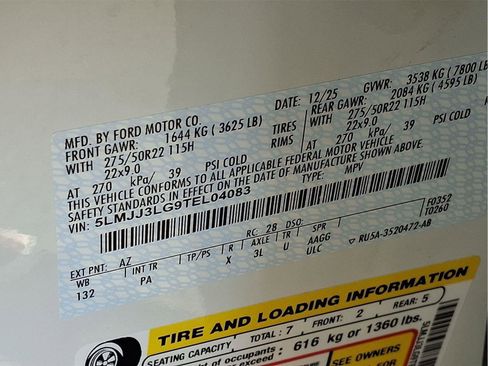 MFD. BY FORD MOTOR CO.
DATE: 12/25 GVWR: 3538 KG ( 7800 LB
FRONT GAWR: 1644 KG ( 3625 LB) REAR GAWR: 2084 KG ( 4595 LB)
WITH 275/50R22 115H TIRES WITH 275/50R22 115H
22x9.0 RIMS 22x9.0
AT 270 kPa/ 39 PSI COLD AT 270 kPa/ 39 PSI COLD
THIS VEHICLE CONFORMS TO ALL APPLICABLE FEDERAL MOTOR VEHICLE
SAFETY STANDARDS IN EFFECT ON THE DATE OF MANUFACTURE SHOWN ABOVE.
VIN: 5LMJJ3LG9TEL04083 TYPE: MPV
F0352
T0260
EXT PNT: AZ RC: 28 DSO:
WB INT TR TP/PS R AXLE TR SPR
132 PA X 3L U AAGG
ULC RU5A-3520472-AB
TIRE AND LOADING INFORMATION
SEATING CAPACITY TOTAL: 7 FRONT: 2 REAR: 5
616 kg or 1360 lbs.
SEE OWNERS